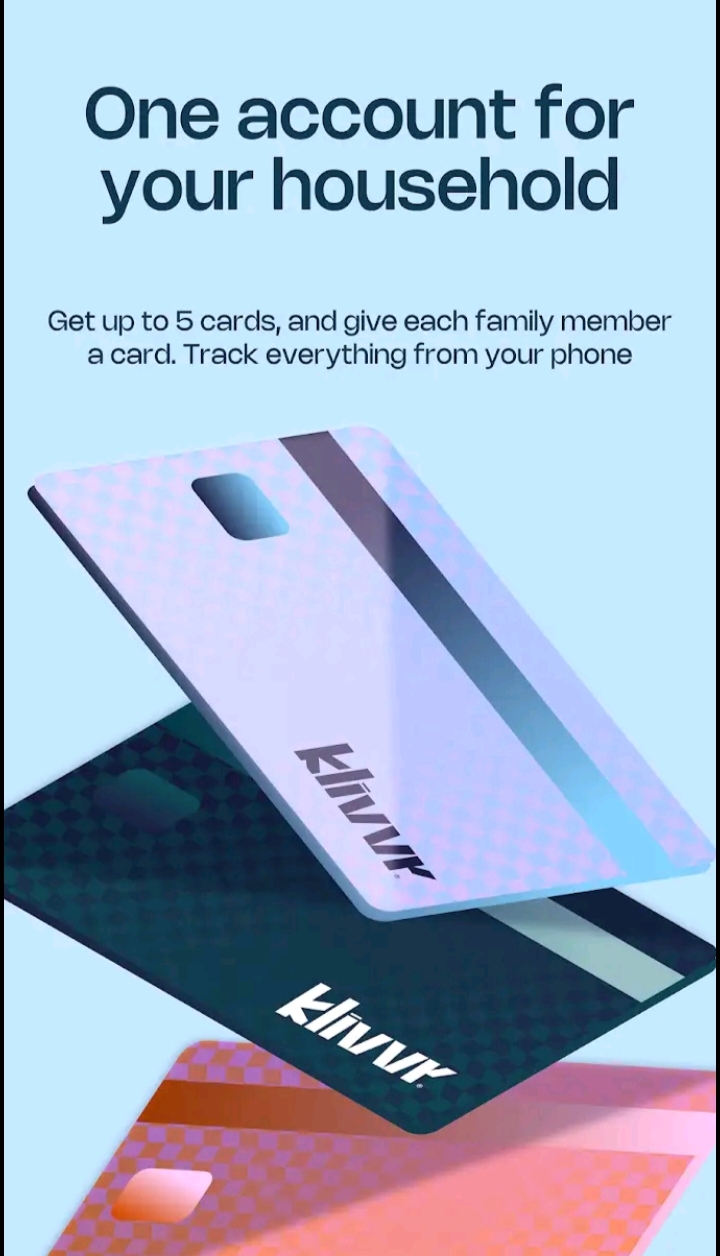 One account for
your household
Get up to 5 cards, and give each family member
a card. Track everything from your phone
klivvr
klivvr